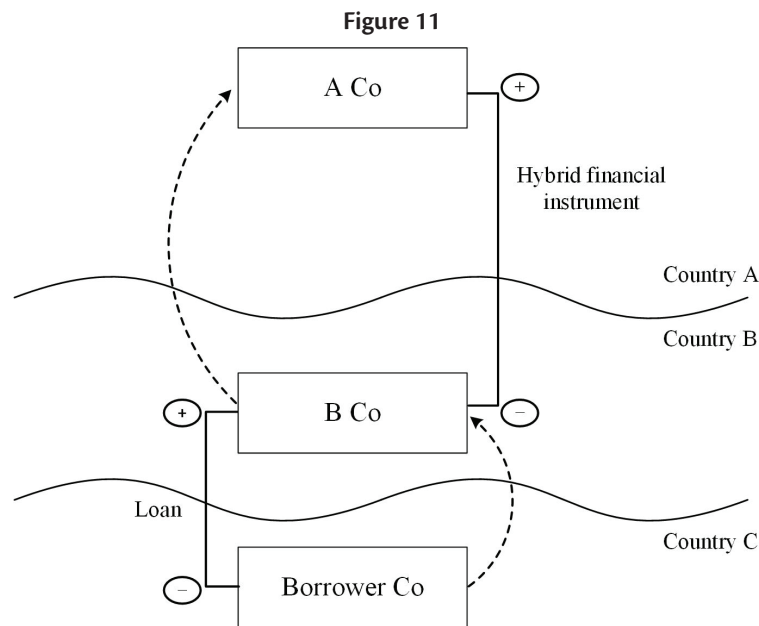 Figure 11
A Co
+
Hybrid financial
instrument
Country A
Country B
+
B Co
−
Loan
Country C
−
Borrower Co